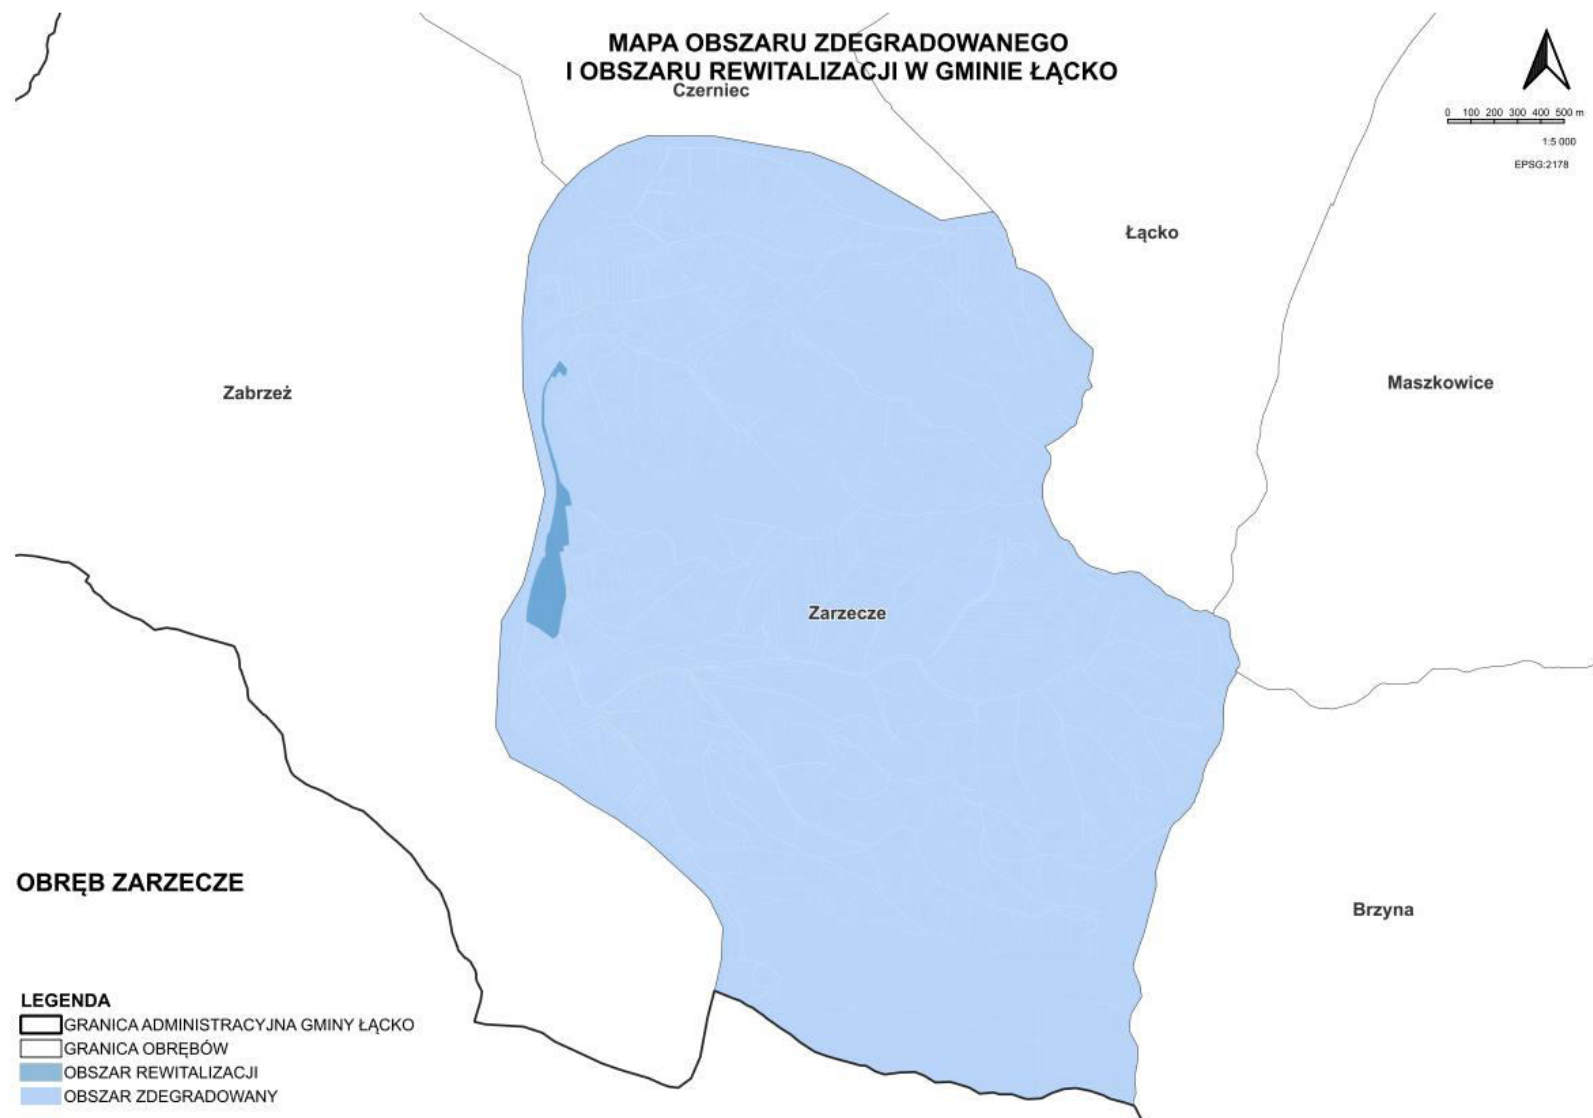 MAPA OBSZARU ZDEGRADOWANEGO
I OBSZARU REWITALIZACJI W GMINIE ŁĄCKO
Czerniec
0 100 200 300 400 500 m
1:5 000
EPSG:2178
Łącko
Zabrzeż
Maszkowice
Zarzecze
OBRĘB ZARZECZE
Brzyna
LEGENDA
GRANICA ADMINISTRACYJNA GMINY ŁĄCKO
GRANICA OBRĘBÓW
OBSZAR REWITALIZACJI
OBSZAR ZDEGRADOWANY